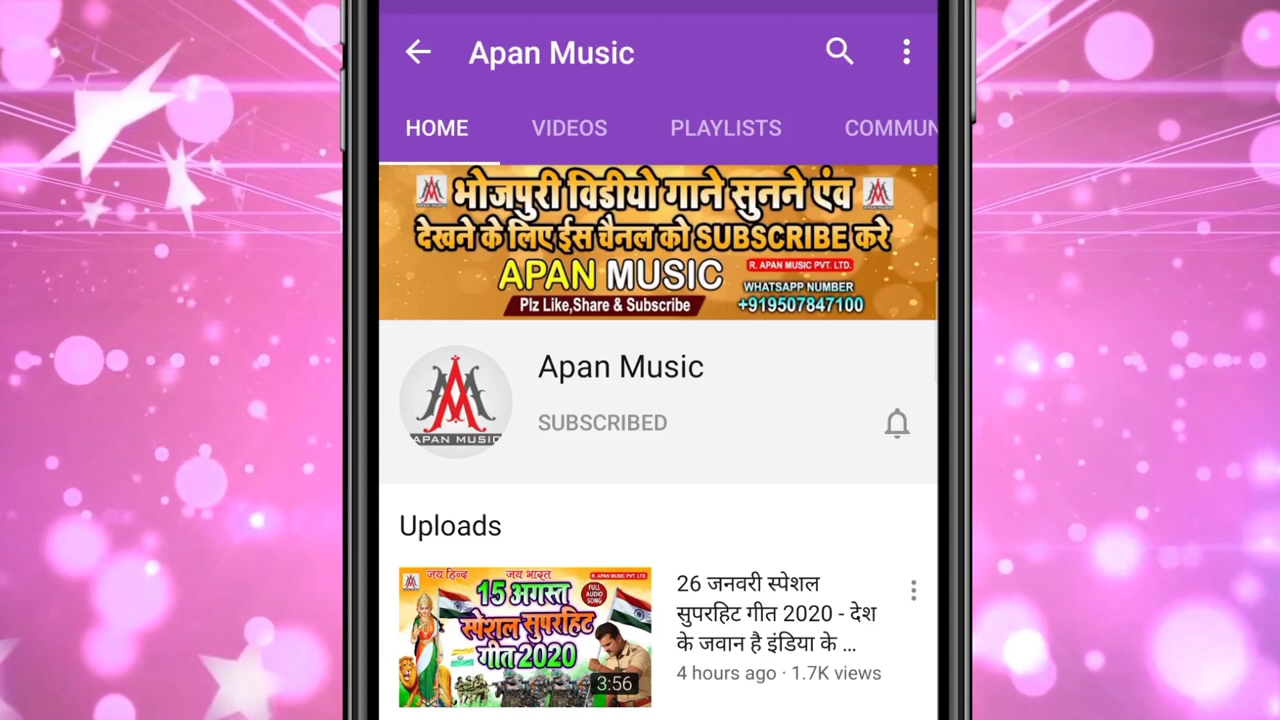 Apan Music
HOME VIDEOS PLAYLISTS COMMUN
भोजपुरी विडीयो गाने सुनने एंव
देखने के लिए ईस चैनल को SUBSCRIBE करे
APAN MUSIC
R. APAN MUSIC PVT. LTD.
WHATSAPP NUMBER
+919507847100
Plz Like,Share & Subscribe
Apan Music
SUBSCRIBED
APAN MUSIC
Uploads
जय हिन्द जय भारत
R. APAN MUSIC PVT. LTD
15 अगस्त
FULL
AUDIO
SONG
स्पेशल सुपरहिट
गीत 2020
3:56
26 जनवरी स्पेशल
सुपरहिट गीत 2020 - देश
के जवान है इंडिया के ...
4 hours ago · 1.7K views